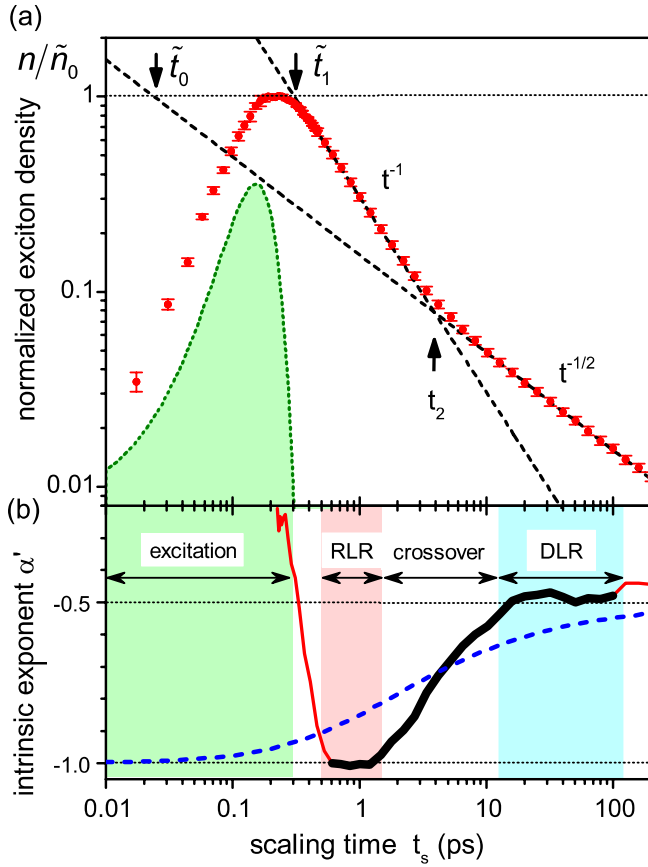 (a)
n/ñ₀
t̃₀
t̃₁
1
normalized exciton density
t⁻¹
0.1
t₂
t⁻¹/²
0.01
(b)
excitation
RLR
crossover
DLR
intrinsic exponent α'
-0.5
-1.0
0.01
0.1
1
10
100
scaling time tₛ (ps)